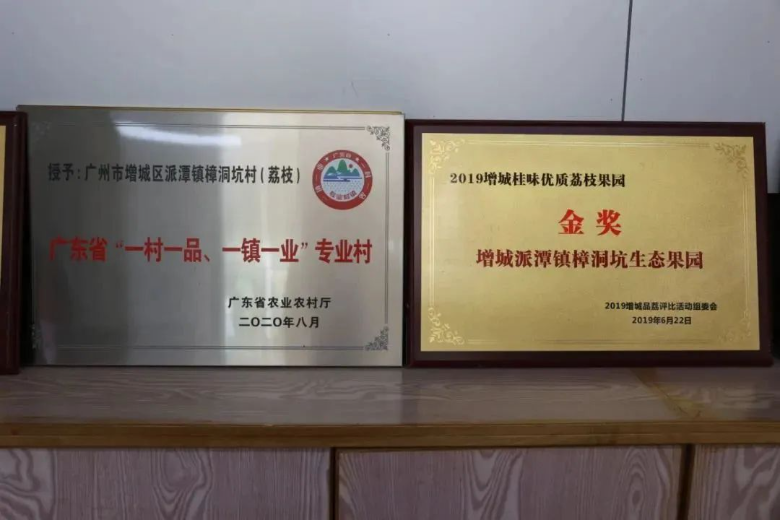 授予：广州市增城区派潭镇樟洞坑村（荔枝）
广东省“一村一品、一镇一业”专业村
广东省农业农村厅
二〇二〇年八月
2019增城桂味优质荔枝果园
金奖
增城派潭镇樟洞坑生态果园
2019增城品荔评比活动组委会
2019年6月22日